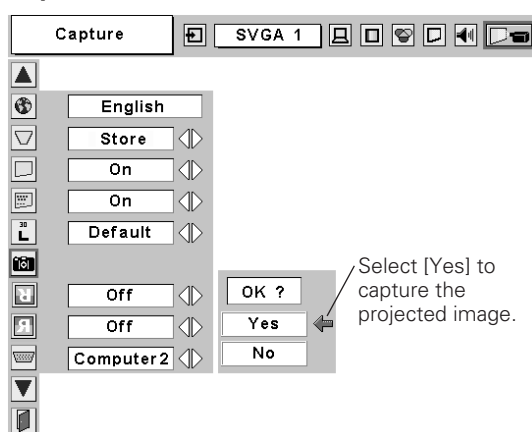 Capture
SVGA 1
English
Store
On
On
30
L
Default
Off
OK ?
Off
Yes
Computer2
No
Select [Yes] to
capture the
projected image.